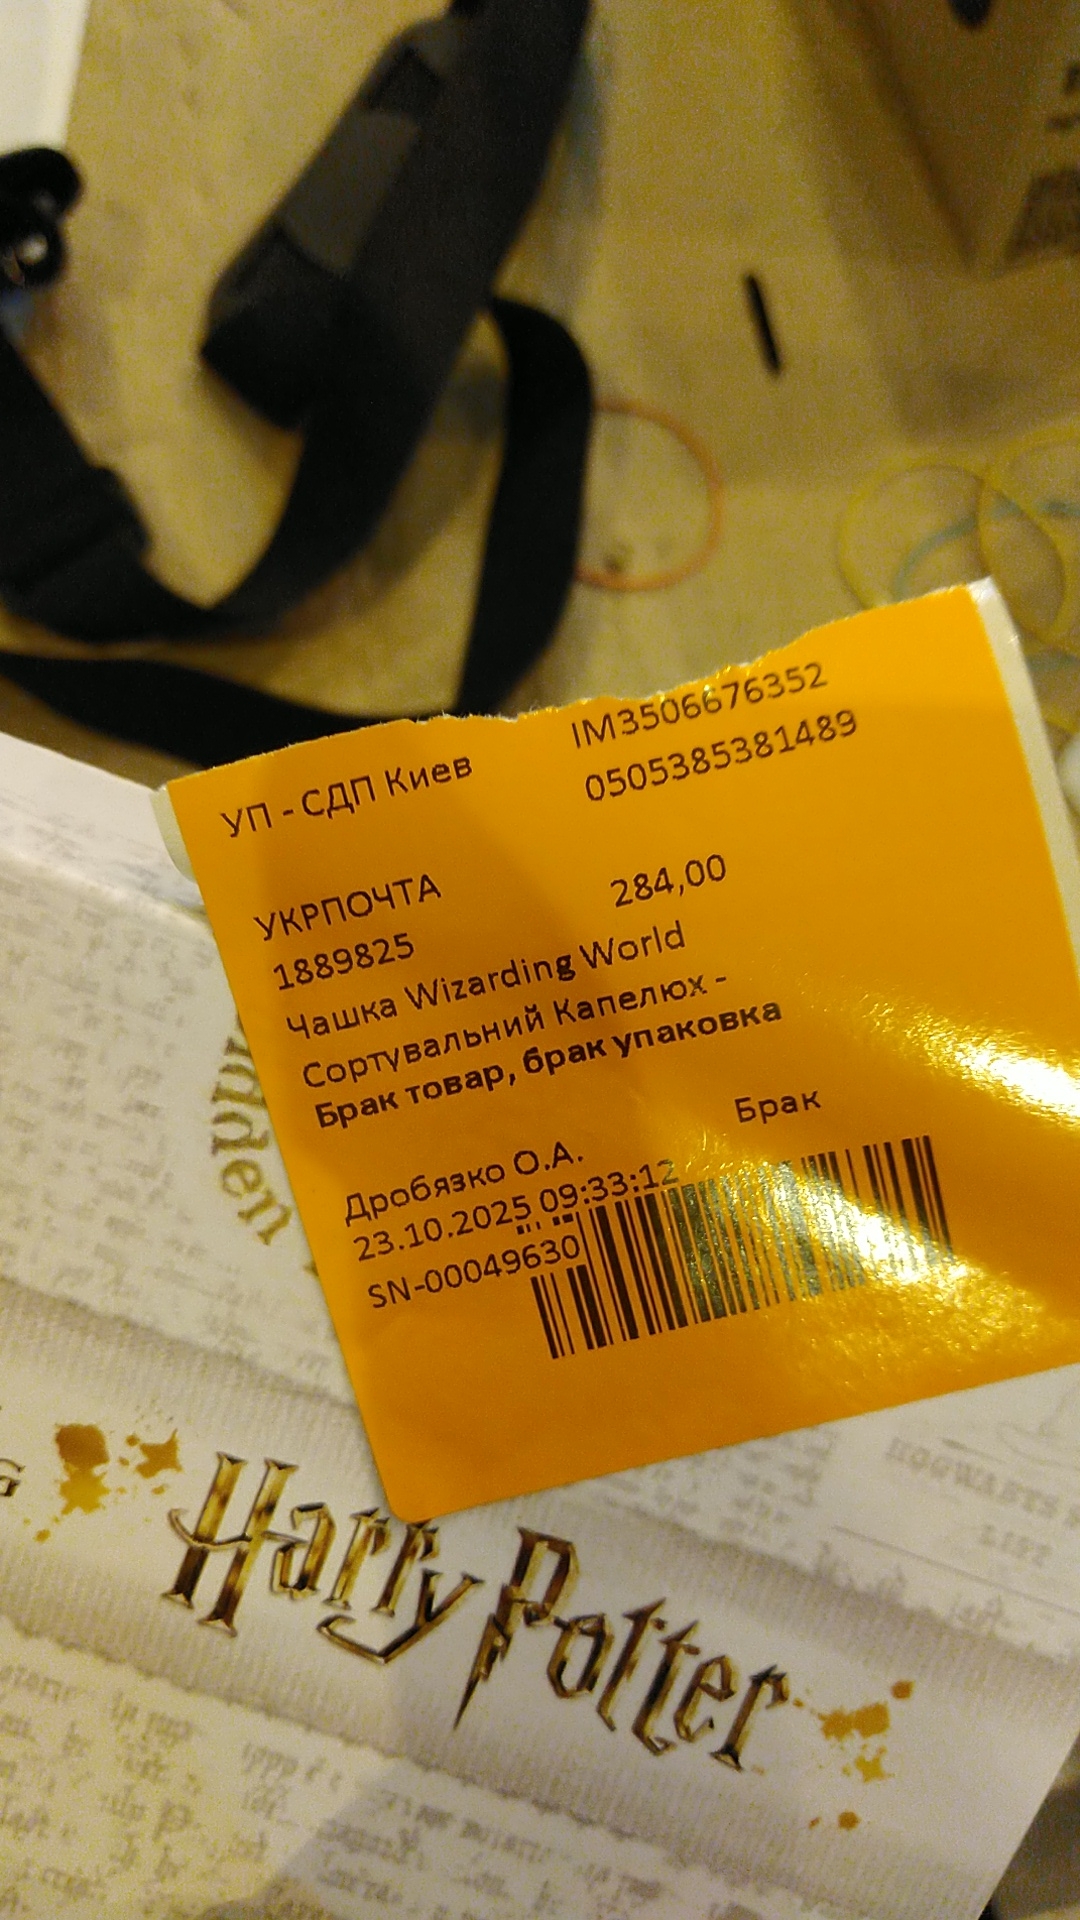 УП - СДП Киев
IM3506676352
0505385381489
УКРПОЧТА
284,00
1889825
Чашка Wizarding World
Сортувальний Капелюх -
Брак товар, брак упаковка
Брак
Дробязко О.А.
23.10.2025 09:33:12
SN-00049630
Harry Potter